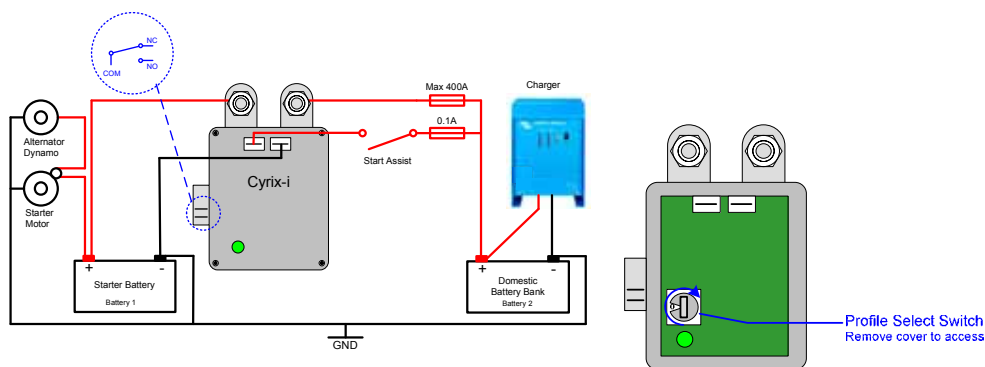 NC
COM
NO
Max 400A
0.1A
Charger
Alternator
Dynamo
Start Assist
Cyrix-i
Starter
Motor
+
-
Starter Battery
Battery 1
+
-
Domestic
Battery Bank
Battery 2
GND
Profile Select Switch
Remove cover to access